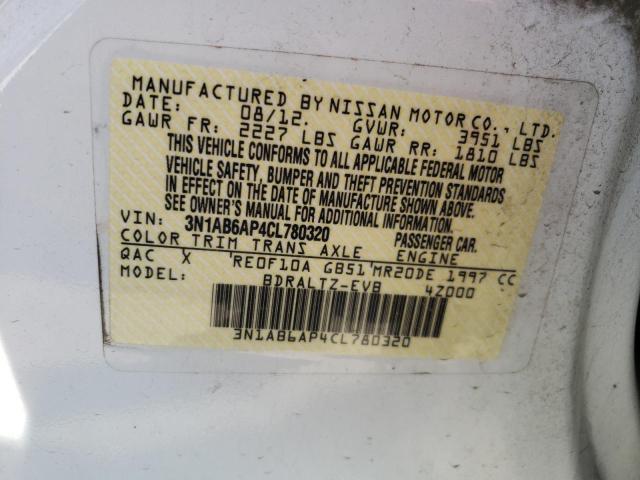 MANUFACTURED BY NISSAN MOTOR CO., LTD.
DATE: 08/12. GVWR: 3951 LBS
GAWR FR: 2227 LBS GAWR RR: 1810 LBS
THIS VEHICLE CONFORMS TO ALL APPLICABLE FEDERAL MOTOR
VEHICLE SAFETY, BUMPER AND THEFT PREVENTION STANDARDS
IN EFFECT ON THE DATE OF MANUFACTURE SHOWN ABOVE.
SEE OWNER'S MANUAL FOR ADDITIONAL INFORMATION.
VIN: 3N1AB6AP4CL780320 PASSENGER CAR.
COLOR TRIM TRANS AXLE ENGINE
QAC X RE0F10A GB51 MR20DE 1997 CC
MODEL: BDRALTZ-EVB 4Z000
3N1AB6AP4CL780320